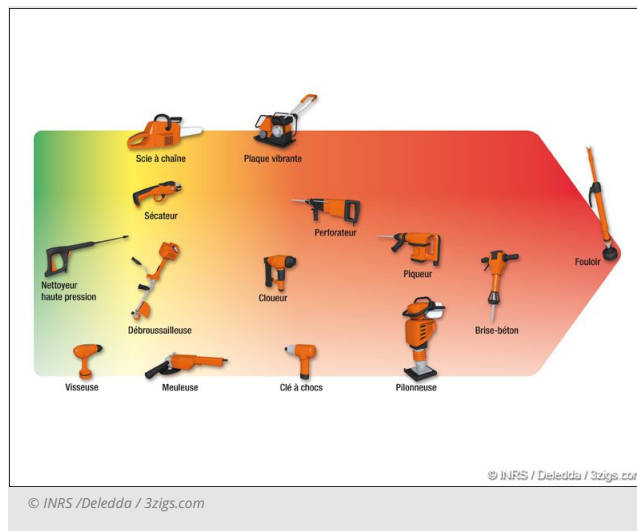 Scie à chaîne
Plaque vibrante
Sécateur
Perforateur
Fouloir
Piqueur
Nettoyeur
haute pression
Cloueur
Débroussailleuse
Brise-béton
Visseuse
Meuleuse
Clé à chocs
Pilonneuse
© INRS / Deledda / 3zigs.com
© INRS /Deledda / 3zigs.com